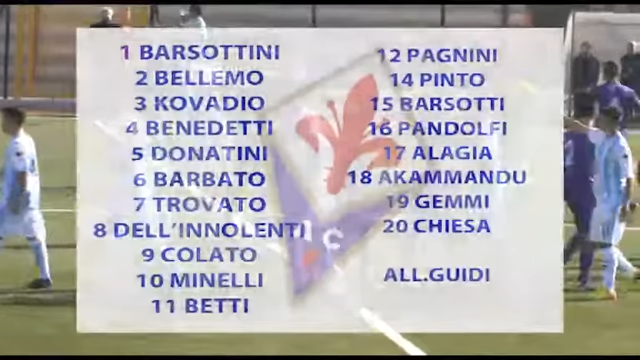 1 BARSOTTINI
2 BELLEMO
3 KOVADIO
4 BENEDETTI
5 DONATINI
6 BARBATO
7 TROVATO
8 DELL'INNOLENTI
9 COLATO
10 MINELLI
11 BETTI
12 PAGNINI
14 PINTO
15 BARSOTTI
16 PANDOLFI
17 ALAGIA
18 AKAMMANDU
19 GEMMI
20 CHIESA
ALL.GUIDI